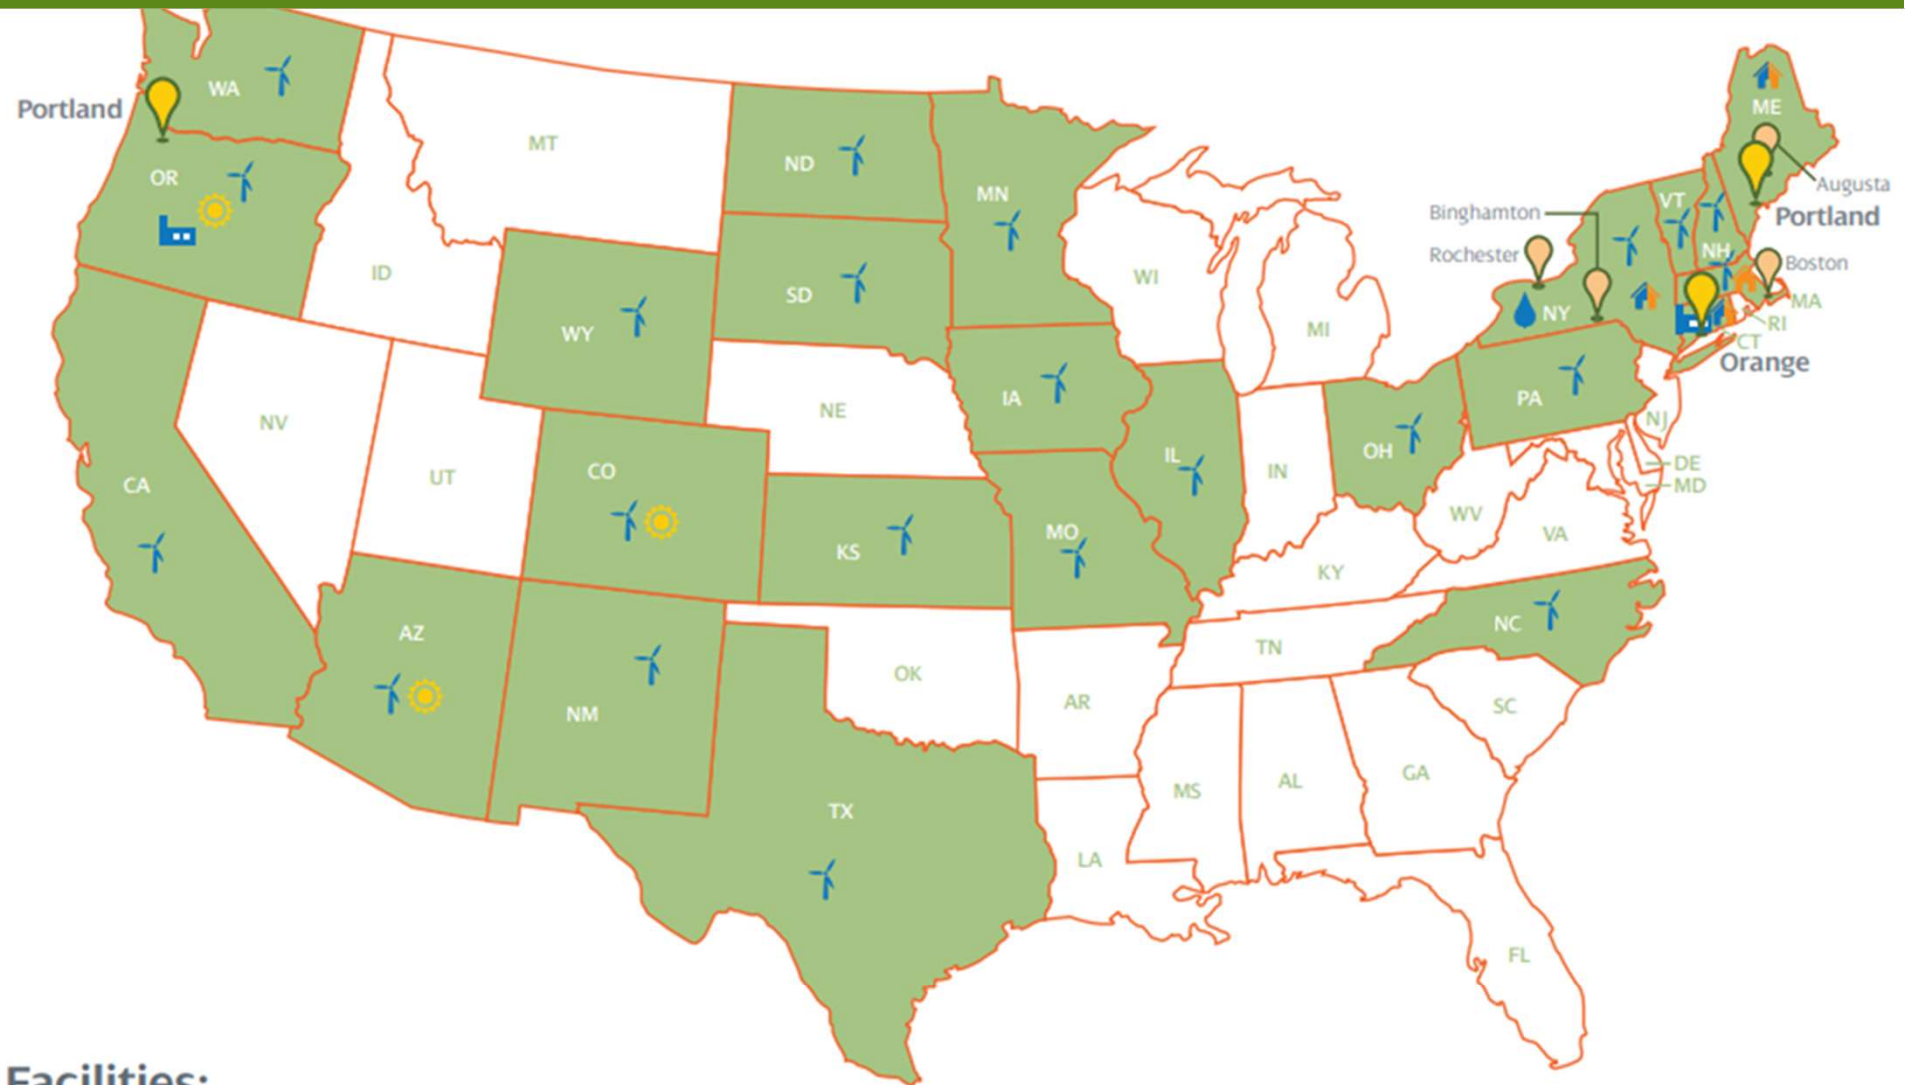 WA
Portland
OR
MT
ID
ND
MN
SD
WY
WI
MI
ME
Augusta
Portland
VT
NH
Binghamton
Rochester
Boston
NY
MA
RI
CT
Orange
NV
UT
CA
CO
NE
IA
IL
IN
OH
PA
NJ
DE
MD
WV
VA
KS
MO
KY
AZ
NM
OK
AR
TN
NC
SC
TX
LA
MS
AL
GA
FL
Facilities: